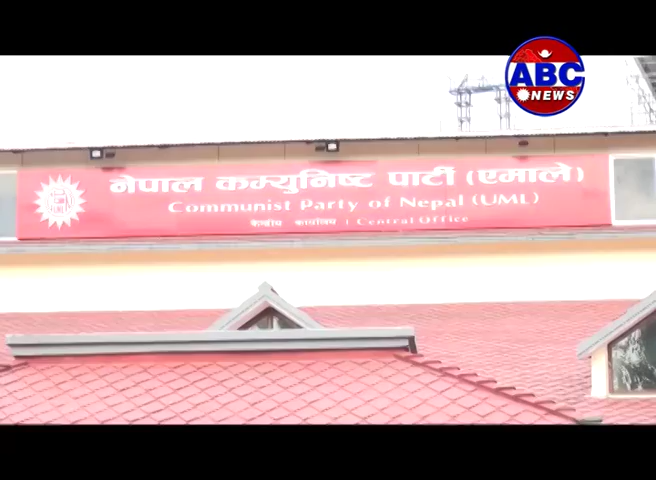 ABC
NEWS
नेपाल कम्युनिष्ट पार्टी (एमाले)
Communist Party of Nepal (UML)
केन्द्रीय कार्यालय । Central Office